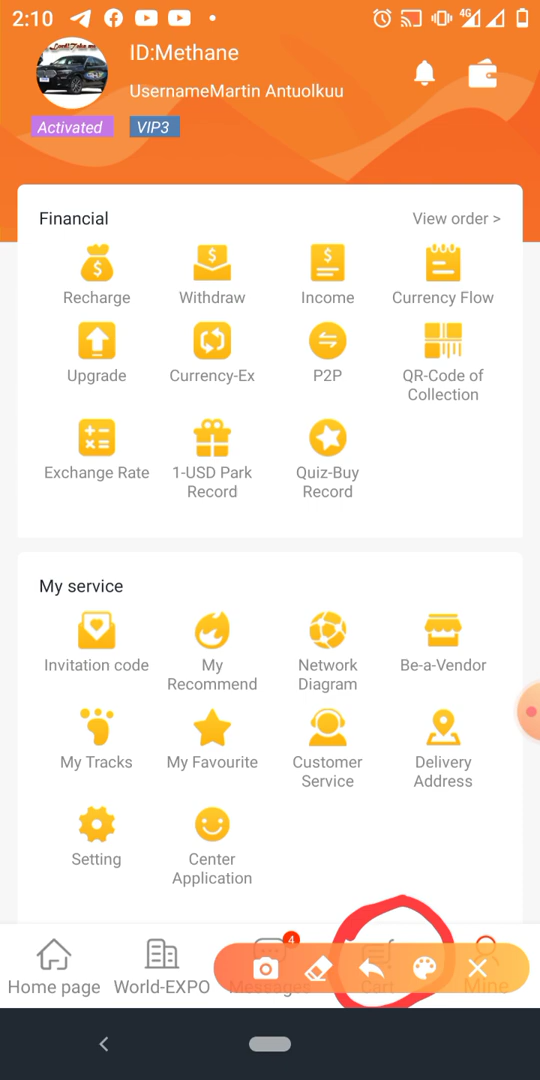 2:10
4G
ID:Methane
UsernameMartin Antuolkuu
Activated
VIP3
Financial
View order >
Recharge
Withdraw
Income
Currency Flow
Upgrade
Currency-Ex
P2P
QR-Code of
Collection
Exchange Rate
1-USD Park
Record
Quiz-Buy
Record
My service
Invitation code
My
Recommend
Network
Diagram
Be-a-Vendor
My Tracks
My Favourite
Customer
Service
Delivery
Address
Setting
Center
Application
4
Home page
World-EXPO
Messages
Cart
Mine